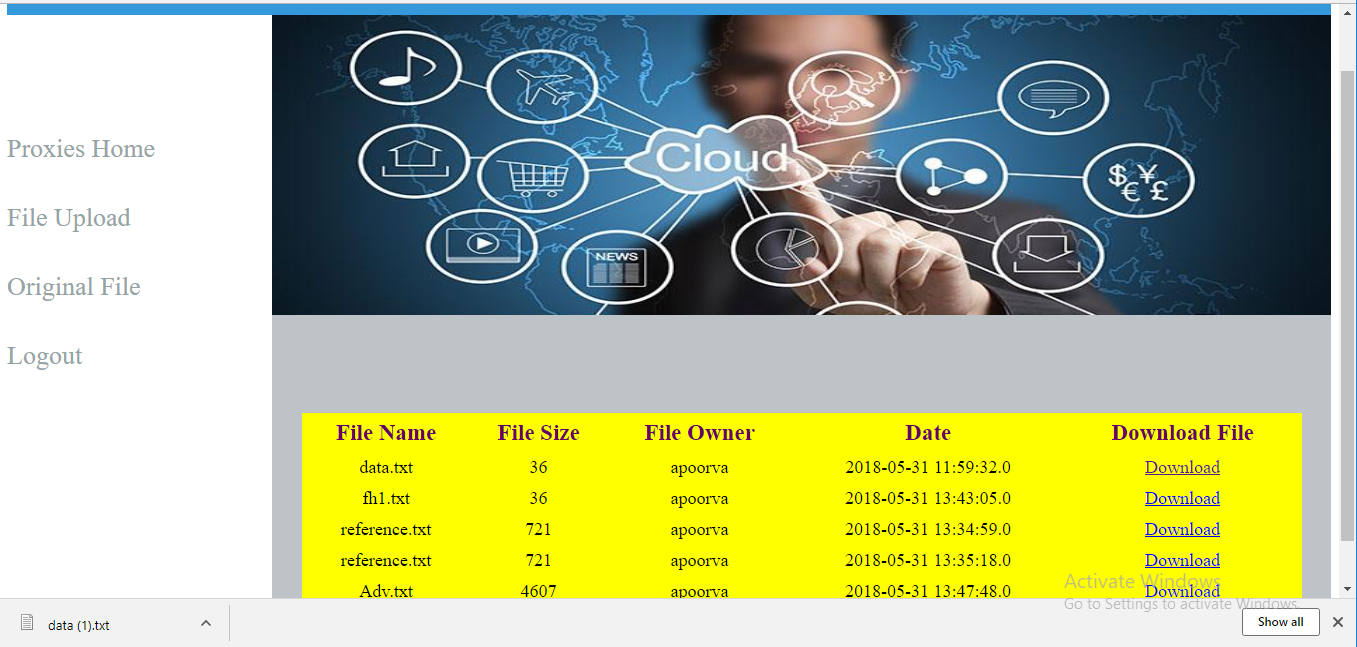 Proxies Home
File Upload
Original File
Logout
Cloud
$ ¥
€ £
NEWS
File Name File Size File Owner Date Download File
data.txt 36 apoorva 2018-05-31 11:59:32.0 Download
fh1.txt 36 apoorva 2018-05-31 13:43:05.0 Download
reference.txt 721 apoorva 2018-05-31 13:34:59.0 Download
reference.txt 721 apoorva 2018-05-31 13:35:18.0 Download
Adv.txt 4607 apoorva 2018-05-31 13:47:48.0 Download
Activate Windows
Go to Settings to activate Windows.
data (1).txt
Show all